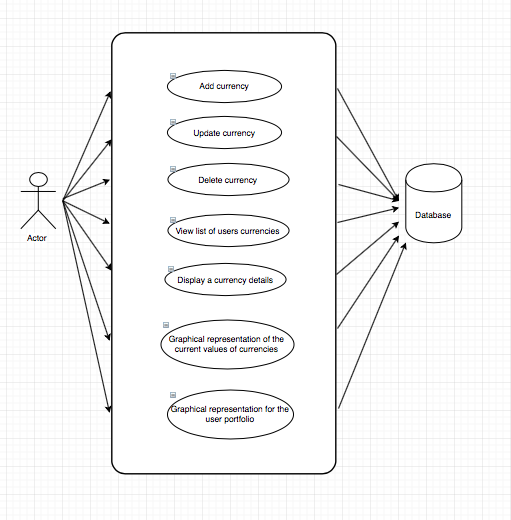 Add currency
Update currency
Delete currency
View list of users currencies
Actor
Database
Display a currency details
Graphical representation of the
current values of currencies
Graphical representation for the
user portfolio